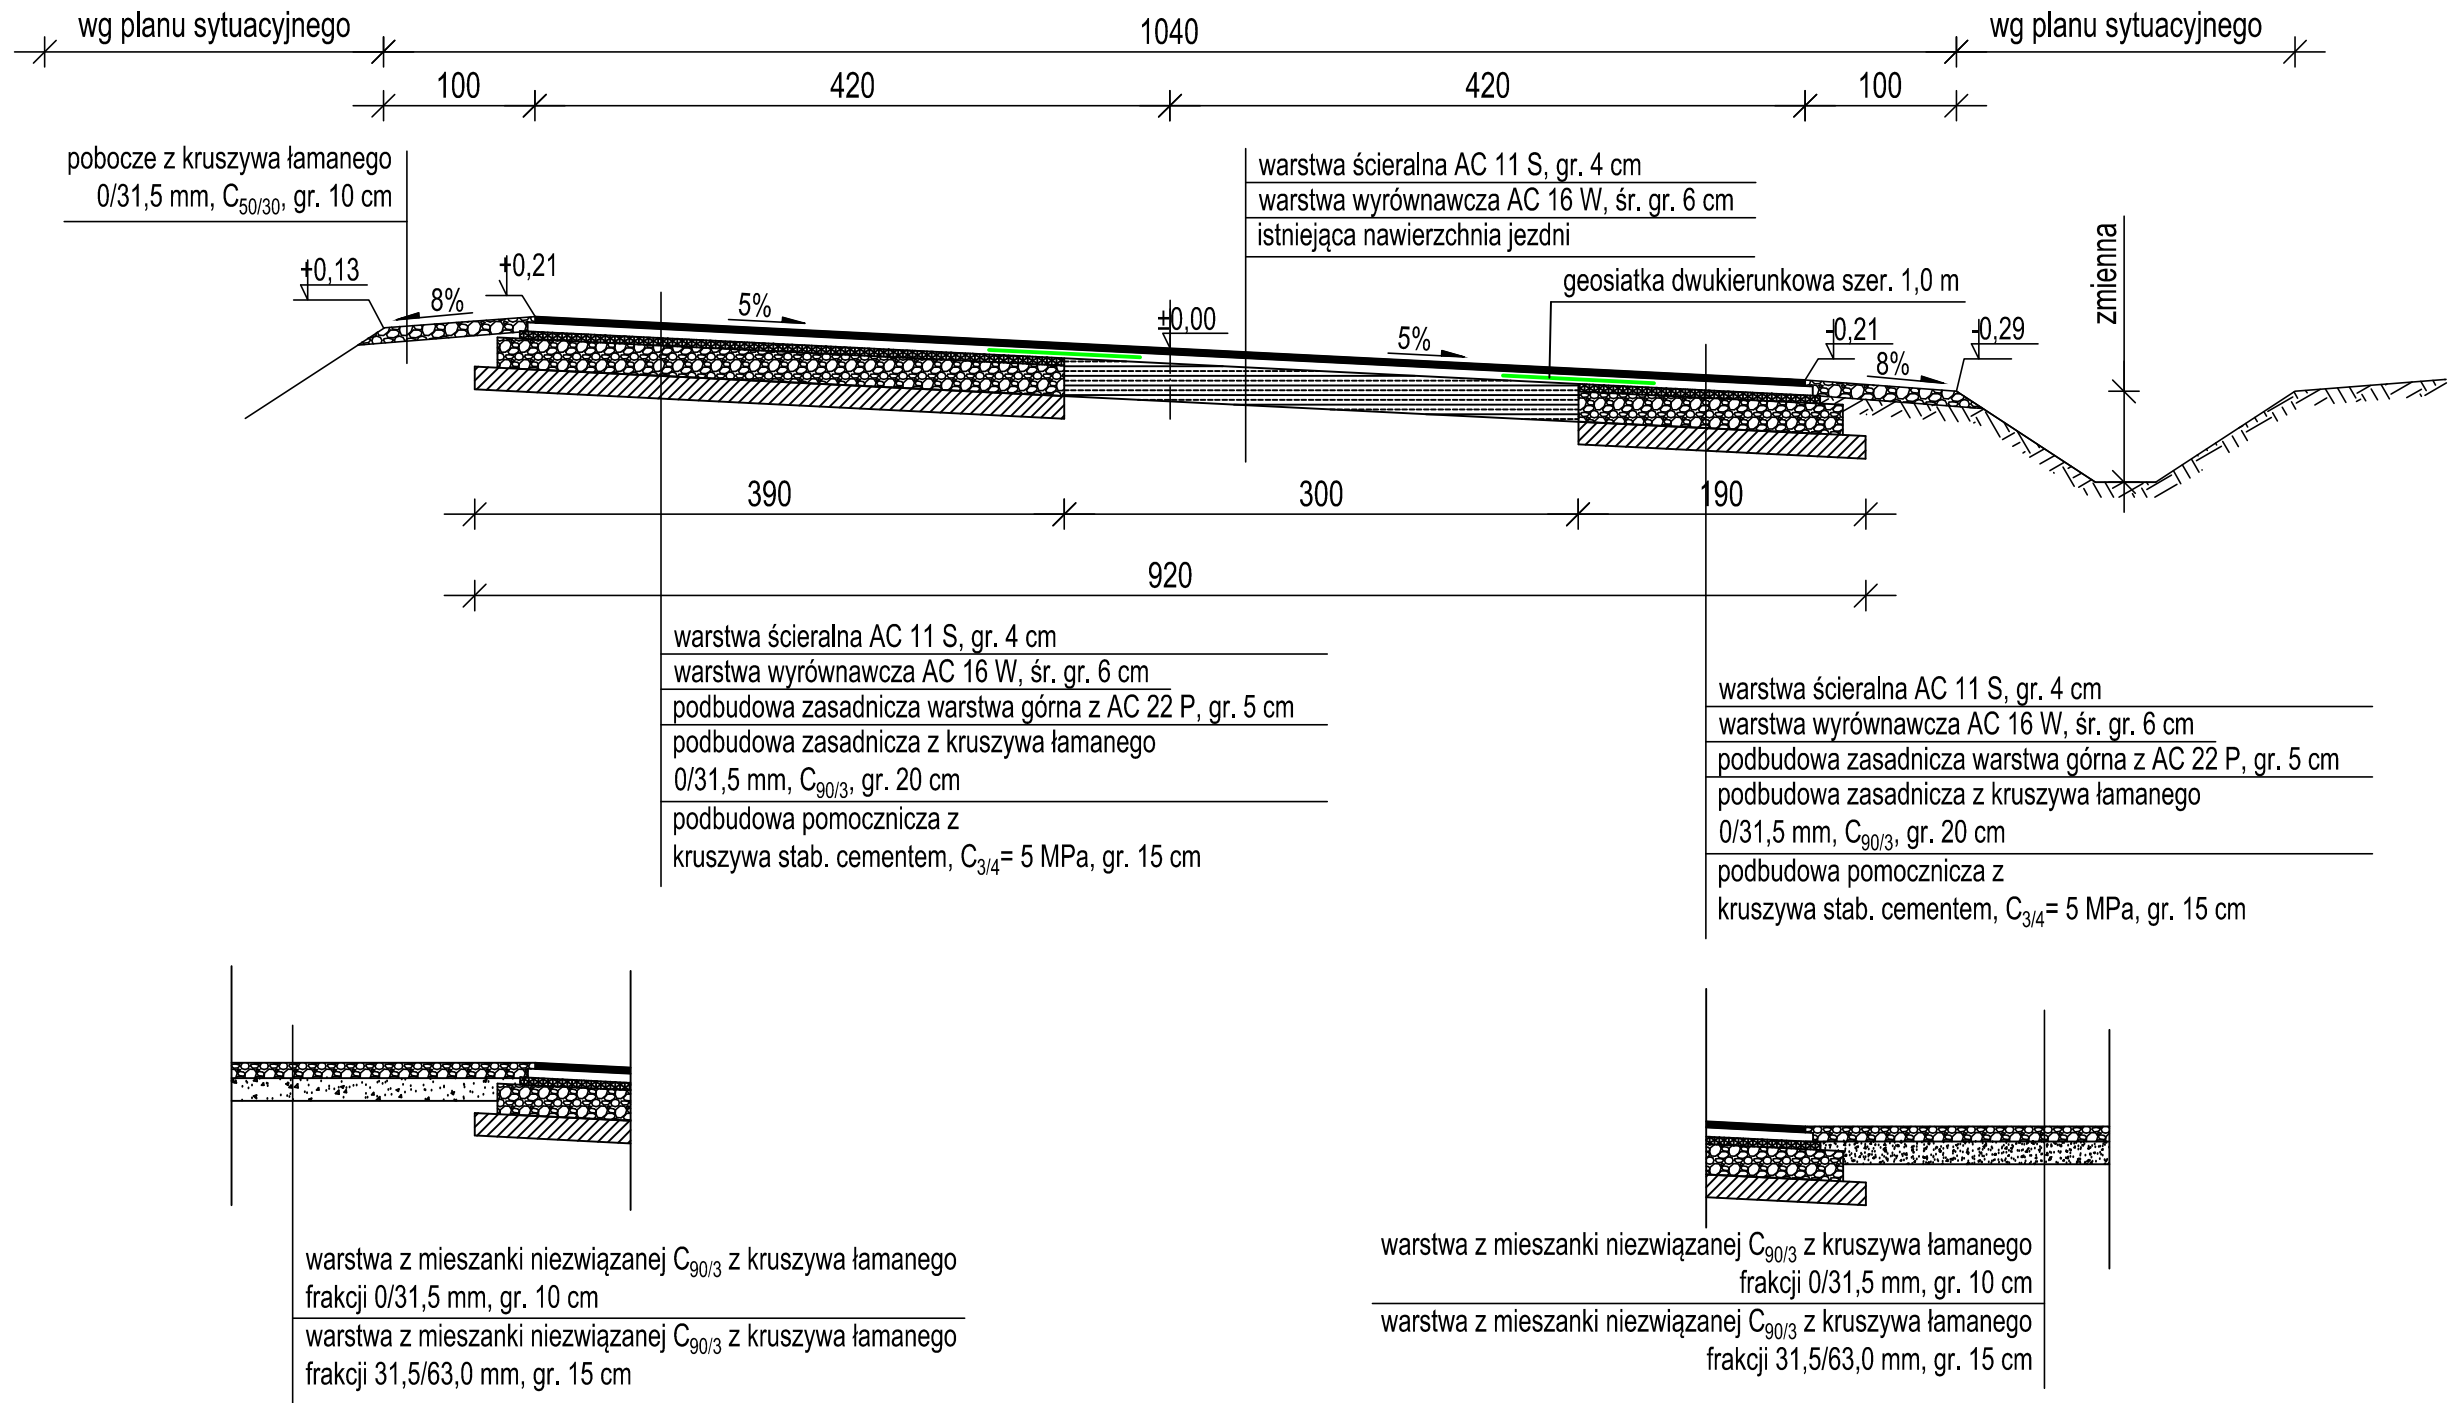 wg planu sytuacyjnego
1040
wg planu sytuacyjnego
100
420
420
100
pobocze z kruszywa łamanego
0/31,5 mm, C50/30, gr. 10 cm
warstwa ścieralna AC 11 S, gr. 4 cm
warstwa wyrównawcza AC 16 W, śr. gr. 6 cm
istniejąca nawierzchnia jezdni
geosiatka dwukierunkowa szer. 1,0 m
zmienna
+0,13
8%
+0,21
5%
±0,00
5%
-0,21
8%
-0,29
390
300
190
920
warstwa ścieralna AC 11 S, gr. 4 cm
warstwa wyrównawcza AC 16 W, śr. gr. 6 cm
podbudowa zasadnicza warstwa górna z AC 22 P, gr. 5 cm
podbudowa zasadnicza z kruszywa łamanego
0/31,5 mm, C90/3, gr. 20 cm
podbudowa pomocnicza z
kruszywa stab. cementem, C3/4= 5 MPa, gr. 15 cm
warstwa ścieralna AC 11 S, gr. 4 cm
warstwa wyrównawcza AC 16 W, śr. gr. 6 cm
podbudowa zasadnicza warstwa górna z AC 22 P, gr. 5 cm
podbudowa zasadnicza z kruszywa łamanego
0/31,5 mm, C90/3, gr. 20 cm
podbudowa pomocnicza z
kruszywa stab. cementem, C3/4= 5 MPa, gr. 15 cm
warstwa z mieszanki niezwiązanej C90/3 z kruszywa łamanego
frakcji 0/31,5 mm, gr. 10 cm
warstwa z mieszanki niezwiązanej C90/3 z kruszywa łamanego
frakcji 31,5/63,0 mm, gr. 15 cm
warstwa z mieszanki niezwiązanej C90/3 z kruszywa łamanego
frakcji 0/31,5 mm, gr. 10 cm
warstwa z mieszanki niezwiązanej C90/3 z kruszywa łamanego
frakcji 31,5/63,0 mm, gr. 15 cm